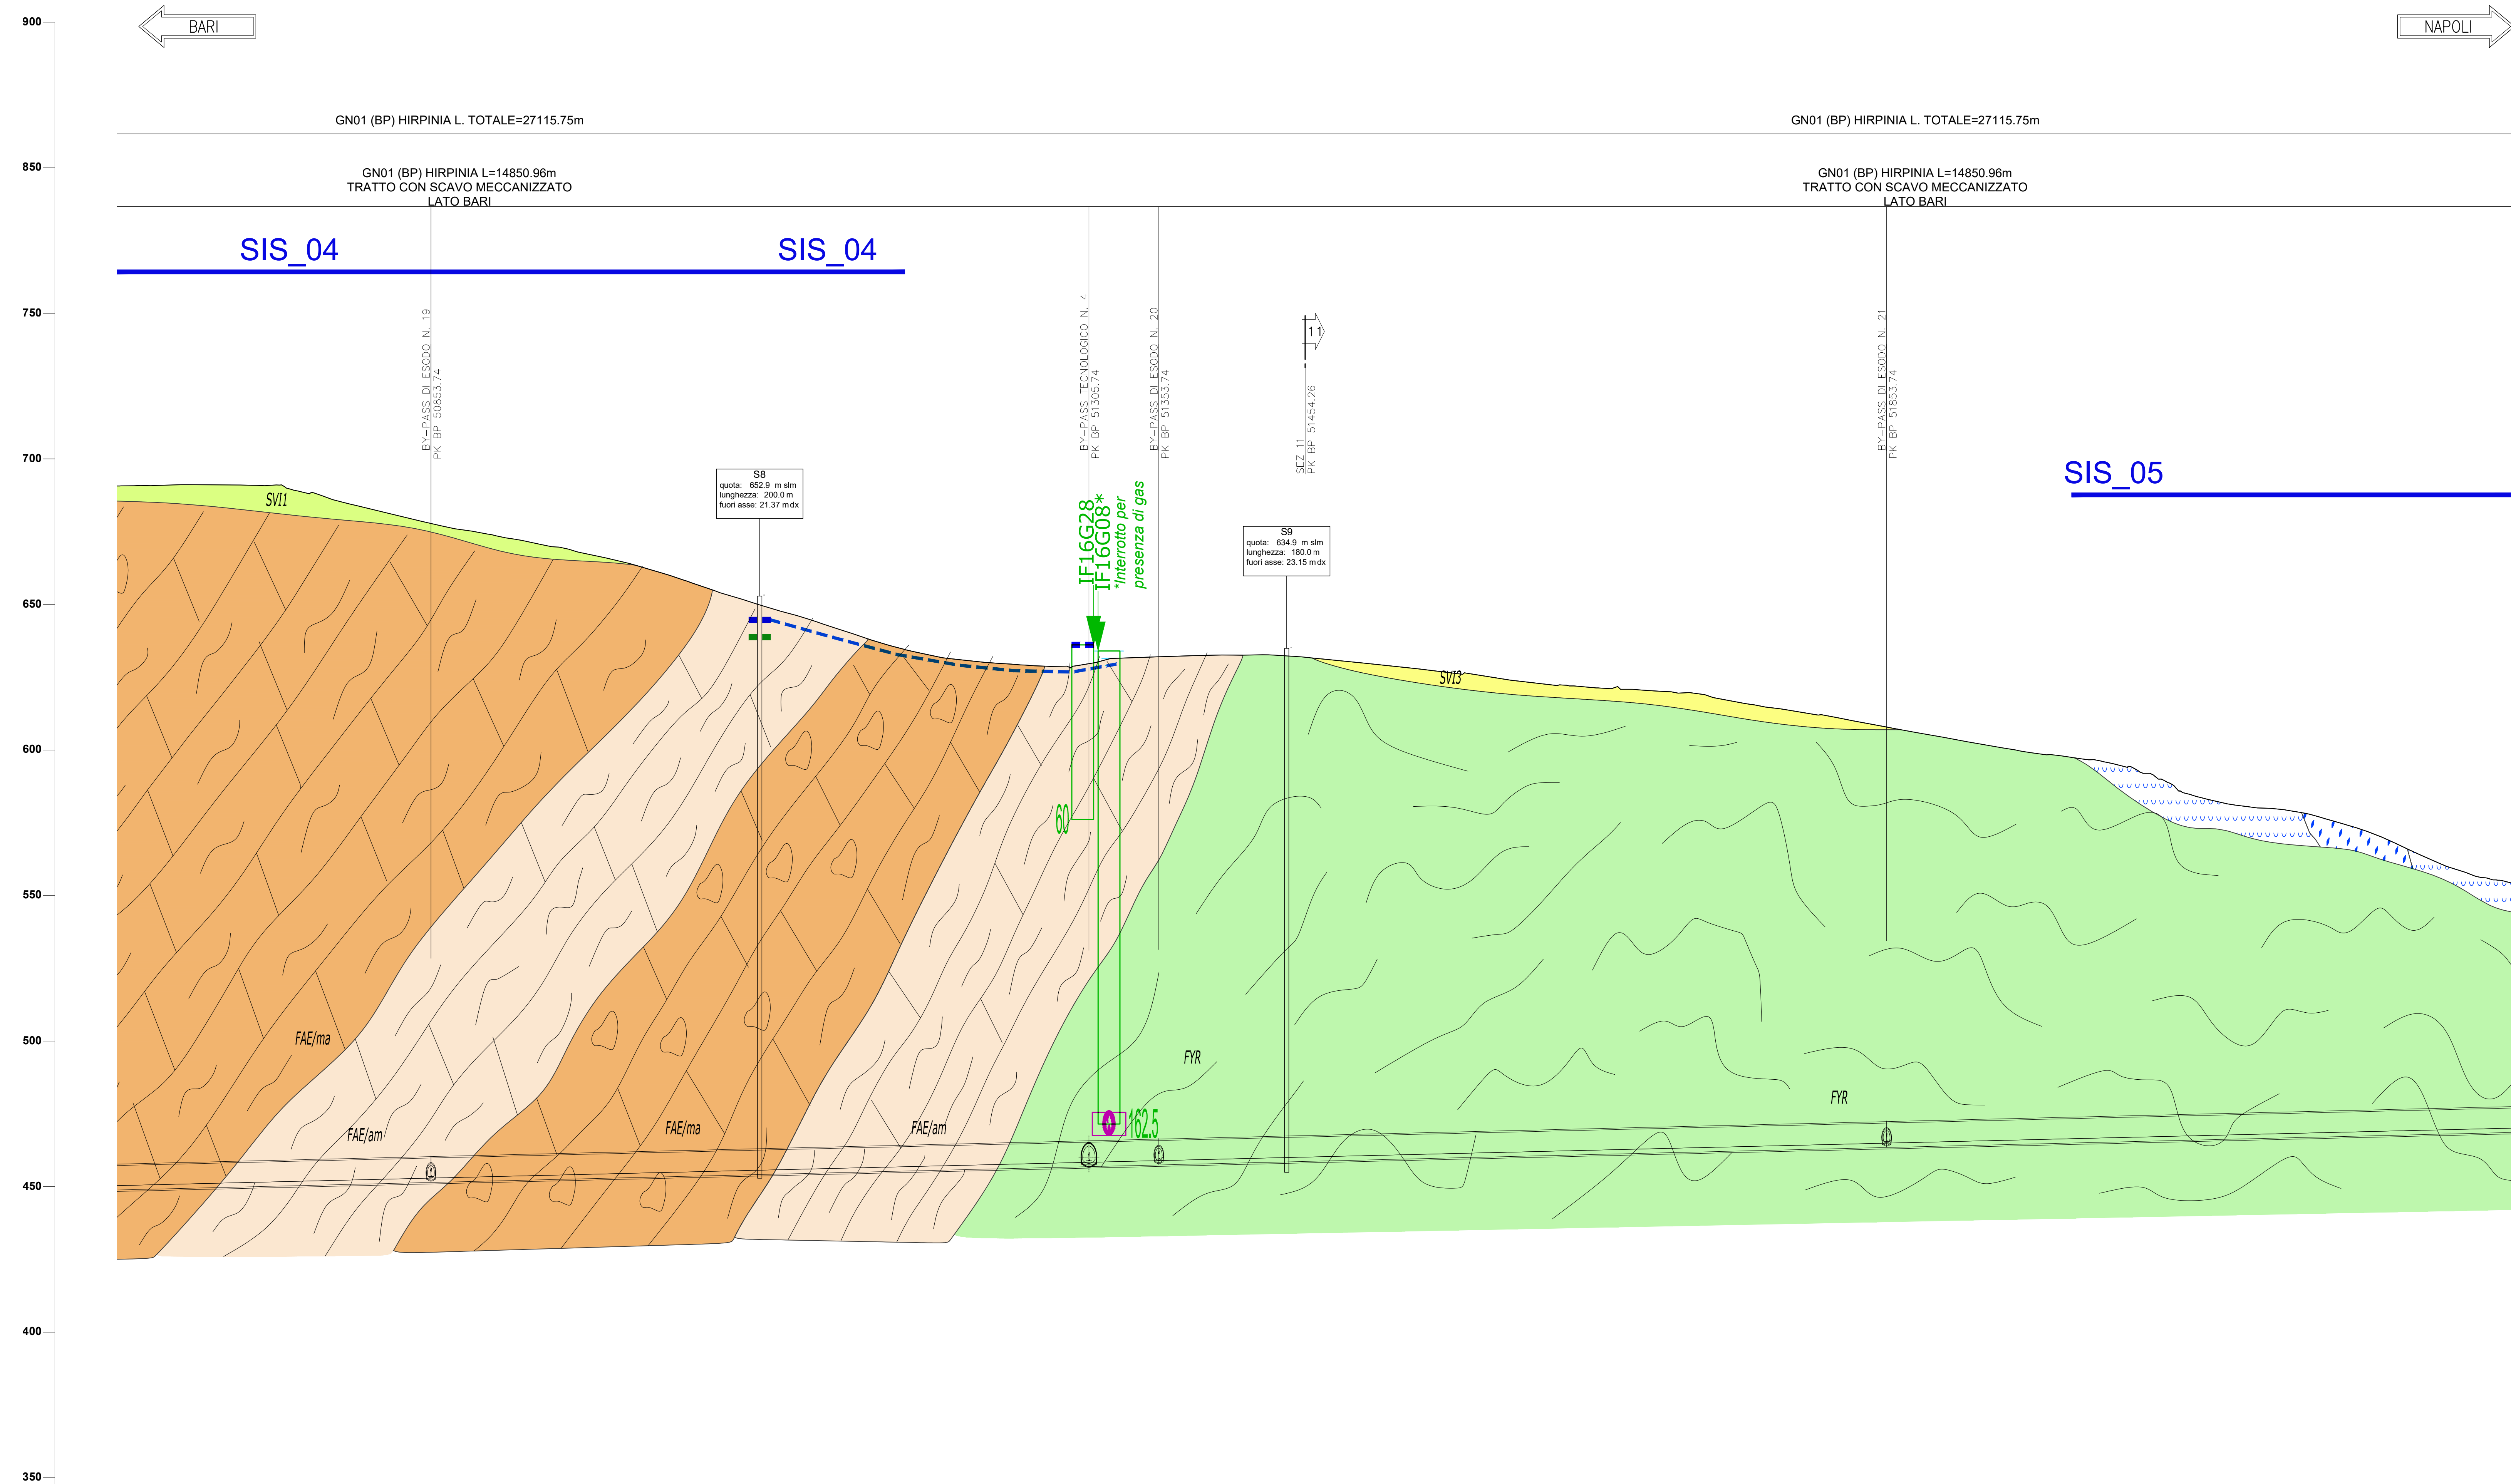 900
BARI
NAPOLI
GN01 (BP) HIRPINIA L. TOTALE=27115.75m
GN01 (BP) HIRPINIA L. TOTALE=27115.75m
850
GN01 (BP) HIRPINIA L=14850.96m
TRATTO CON SCAVO MECCANIZZATO
LATO BARI
GN01 (BP) HIRPINIA L=14850.96m
TRATTO CON SCAVO MECCANIZZATO
LATO BARI
SIS_04
SIS_04
750
BY-PASS DI ESODO N. 19
PK BP 50853.74
BY-PASS TECNOLOGICO N. 4
PK BP 51305.74
BY-PASS DI ESODO N. 20
PK BP 51353.74
11
SEZ 11
PK BP 51454.26
BY-PASS DI ESODO N. 21
PK BP 51853.74
700
SIS_05
S8
quota: 652.9 m slm
lunghezza: 200.0 m
fuori asse: 21.37 m dx
SVI1
IF16G28
IF16G08*
*Interrotto per
presenza di gas
S9
quota: 634.9 m slm
lunghezza: 180.0 m
fuori asse: 23.15 m dx
650
SVI3
600
60
550
500
FAE/ma
FYR
FYR
FAE/am
FAE/ma
FAE/am
162.5
450
400
350